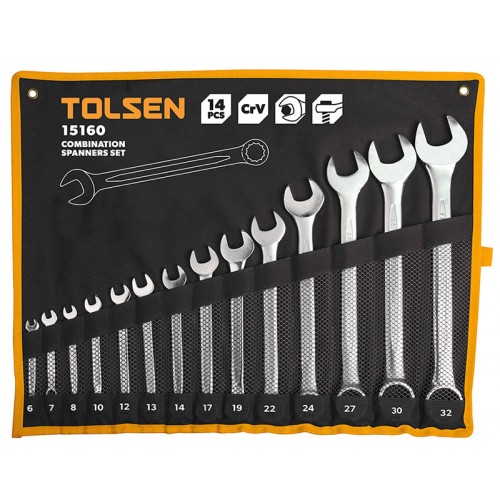 TOLSEN
15160
COMBINATION
SPANNERS SET
14 PCS
CrV
6 7 8 10 12 13 14 17 19 22 24 27 30 32